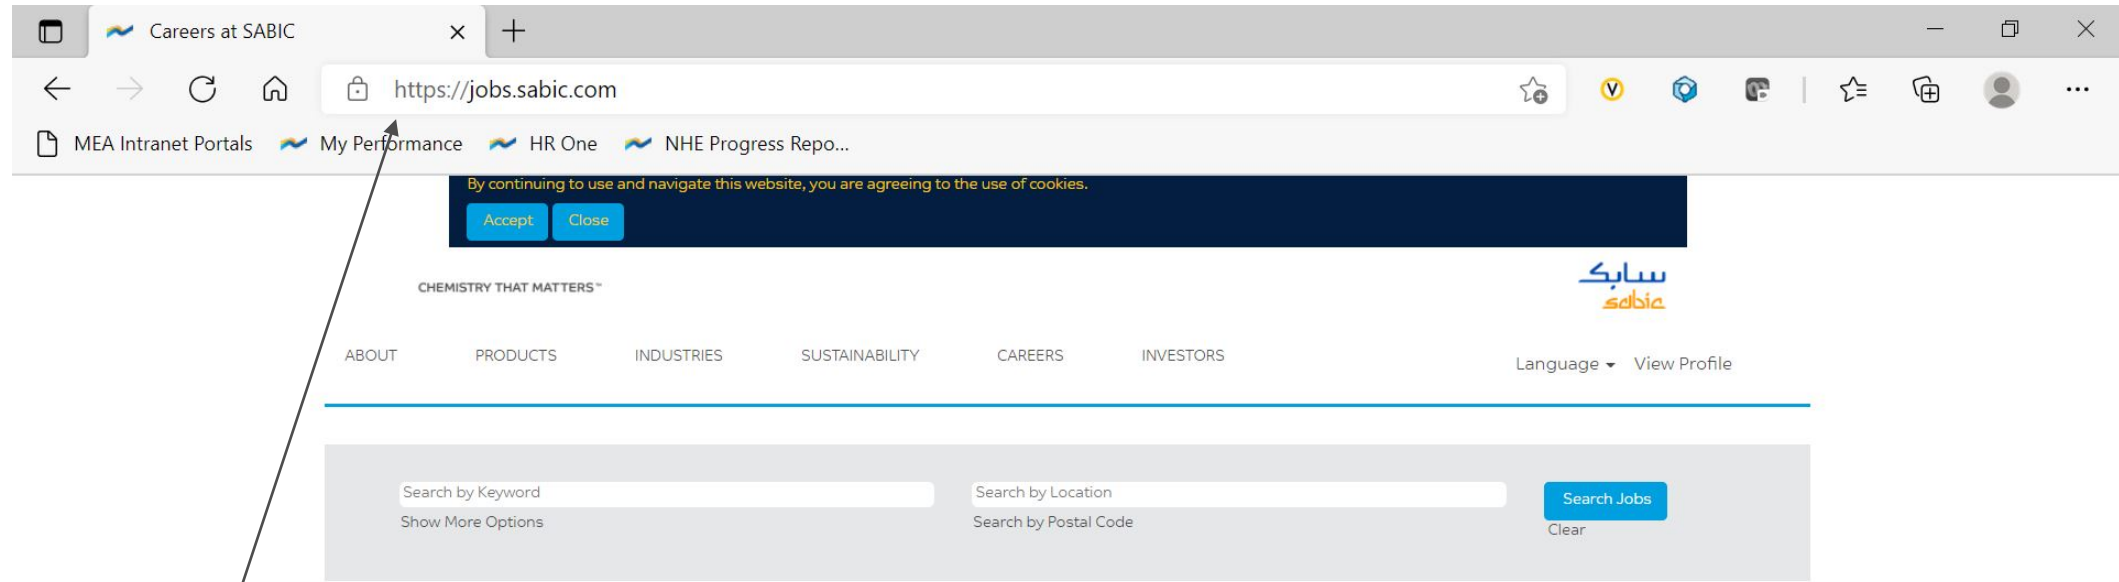 Careers at SABIC
https://jobs.sabic.com
MEA Intranet Portals My Performance HR One NHE Progress Repo...
By continuing to use and navigate this website, you are agreeing to the use of cookies.
Accept Close
CHEMISTRY THAT MATTERS™
سابك
sabic
ABOUT PRODUCTS INDUSTRIES SUSTAINABILITY CAREERS INVESTORS Language View Profile
Search by Keyword Search by Location Search Jobs
Show More Options Search by Postal Code Clear